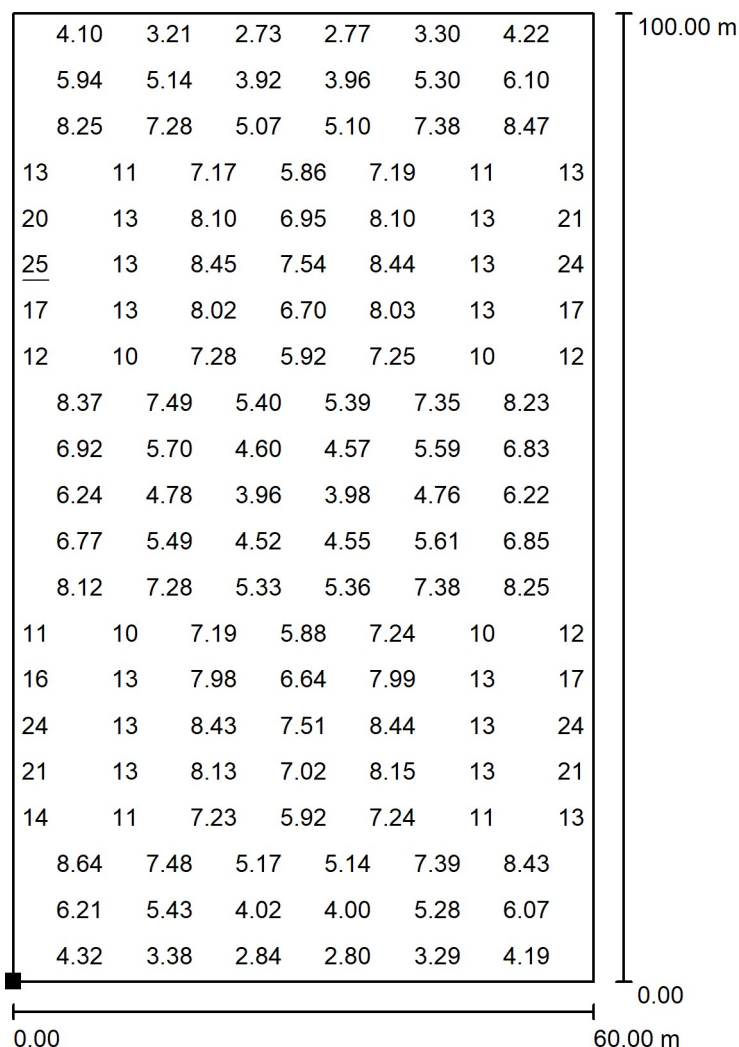 100.00 m
4.10 3.21 2.73 2.77 3.30 4.22
5.94 5.14 3.92 3.96 5.30 6.10
8.25 7.28 5.07 5.10 7.38 8.47
13 11 7.17 5.86 7.19 11 13
20 13 8.10 6.95 8.10 13 21
25 13 8.45 7.54 8.44 13 24
17 13 8.02 6.70 8.03 13 17
12 10 7.28 5.92 7.25 10 12
8.37 7.49 5.40 5.39 7.35 8.23
6.92 5.70 4.60 4.57 5.59 6.83
6.24 4.78 3.96 3.98 4.76 6.22
6.77 5.49 4.52 4.55 5.61 6.85
8.12 7.28 5.33 5.36 7.38 8.25
11 10 7.19 5.88 7.24 10 12
16 13 7.98 6.64 7.99 13 17
24 13 8.43 7.51 8.44 13 24
21 13 8.13 7.02 8.15 13 21
14 11 7.23 5.92 7.24 11 13
8.64 7.48 5.17 5.14 7.39 8.43
6.21 5.43 4.02 4.00 5.28 6.07
4.32 3.38 2.84 2.80 3.29 4.19
0.00
0.00 60.00 m